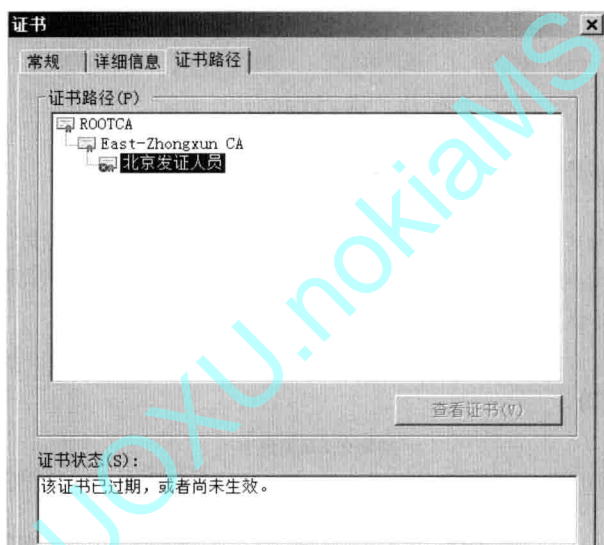 证书
常规
详细信息
证书路径
证书路径(P)
ROOTCA
East-Zhongxun CA
北京发证人员
查看证书(V)
证书状态(S):
该证书已过期，或者尚未生效。
UOXU.nokiaMS